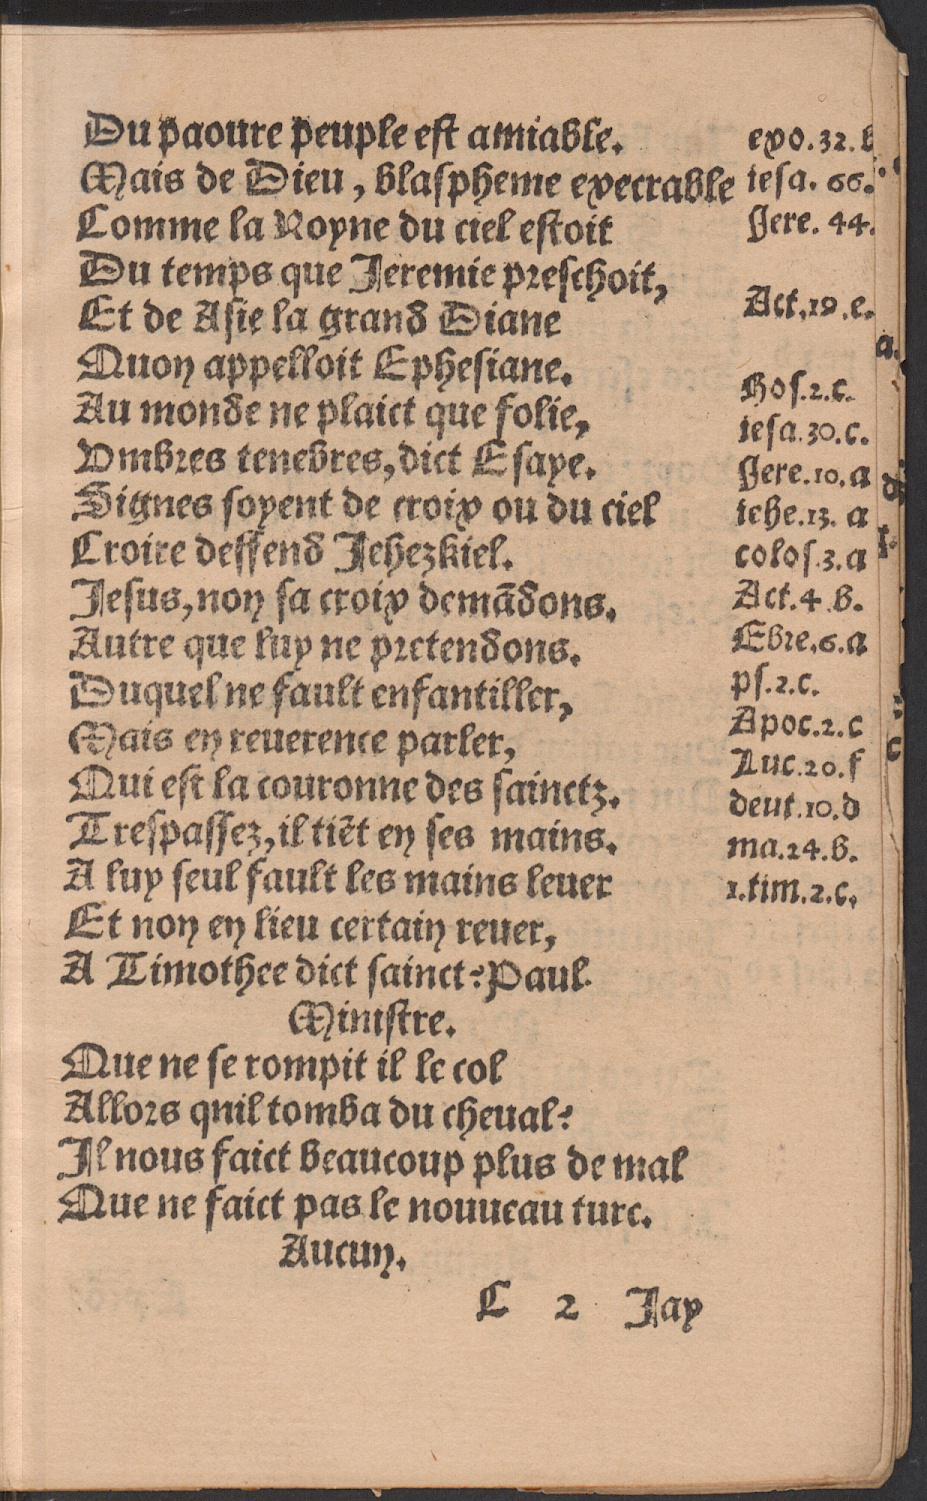 Du paoure peuple est amiable.
Mais de Dieu, blaspheme execrable
Comme la Royne du ciel estoit
Du temps que Jeremie preschoit,
Et de Asie la grand Diane
Quon appelloit Ephesiane.
Au monde ne plaict que folie,
Vmbres tenebres, dict Esaye.
Signes soyent de croix ou du ciel
Croire deffend Jehezkiel.
Jesus, non sa croix demãdons.
Autre que luy ne pretendons.
Duquel ne fault enfantiller,
Mais en reuerence parler,
Qui est la couronne des sainctz.
Trespassez, il tiẽt en ses mains.
A luy seul fault les mains leuer
Et non en lieu certain reuer,
A Timothee dict sainct? Paul.
Ministre.
Que ne se rompit il le col
Allors quil tomba du cheual?
Il nous faict beaucoup plus de mal
Que ne faict pas le nouueau turc.
Aucun.
C 2 Jay
exo.32.b
iesa. 66.
Jere. 44.
Act.19.e.
Hos.2.c.
iesa.30.c.
Jere.10.a
iehe.13. a
colos.3.a
Act.4.b.
Ebre.6.a
ps.2.c.
Apoc.2.c
Luc.20.f
deut.10.d
ma.24.b.
1.tim.2.c.